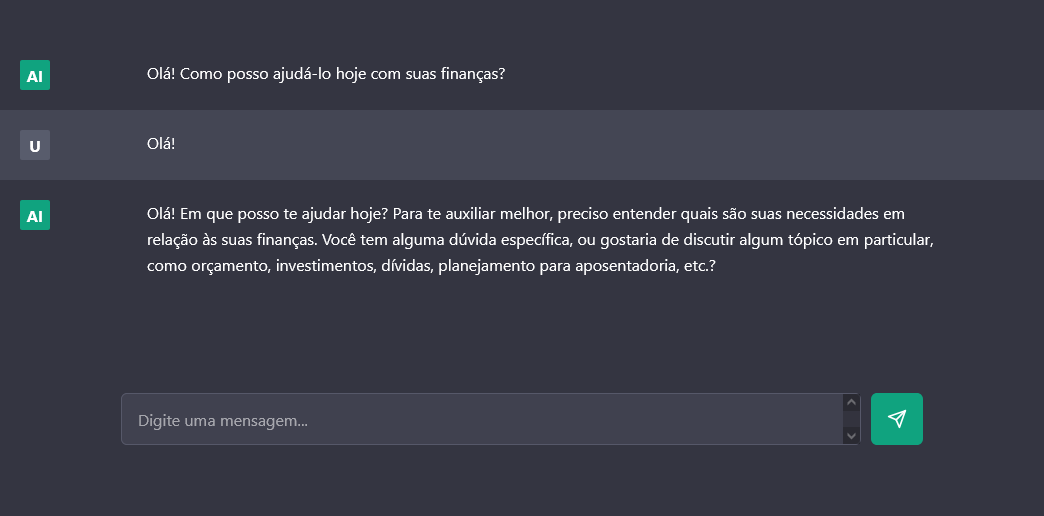 AI
Olá! Como posso ajudá-lo hoje com suas finanças?
U
Olá!
AI
Olá! Em que posso te ajudar hoje? Para te auxiliar melhor, preciso entender quais são suas necessidades em
relação às suas finanças. Você tem alguma dúvida específica, ou gostaria de discutir algum tópico em particular,
como orçamento, investimentos, dívidas, planejamento para aposentadoria, etc.?
Digite uma mensagem...